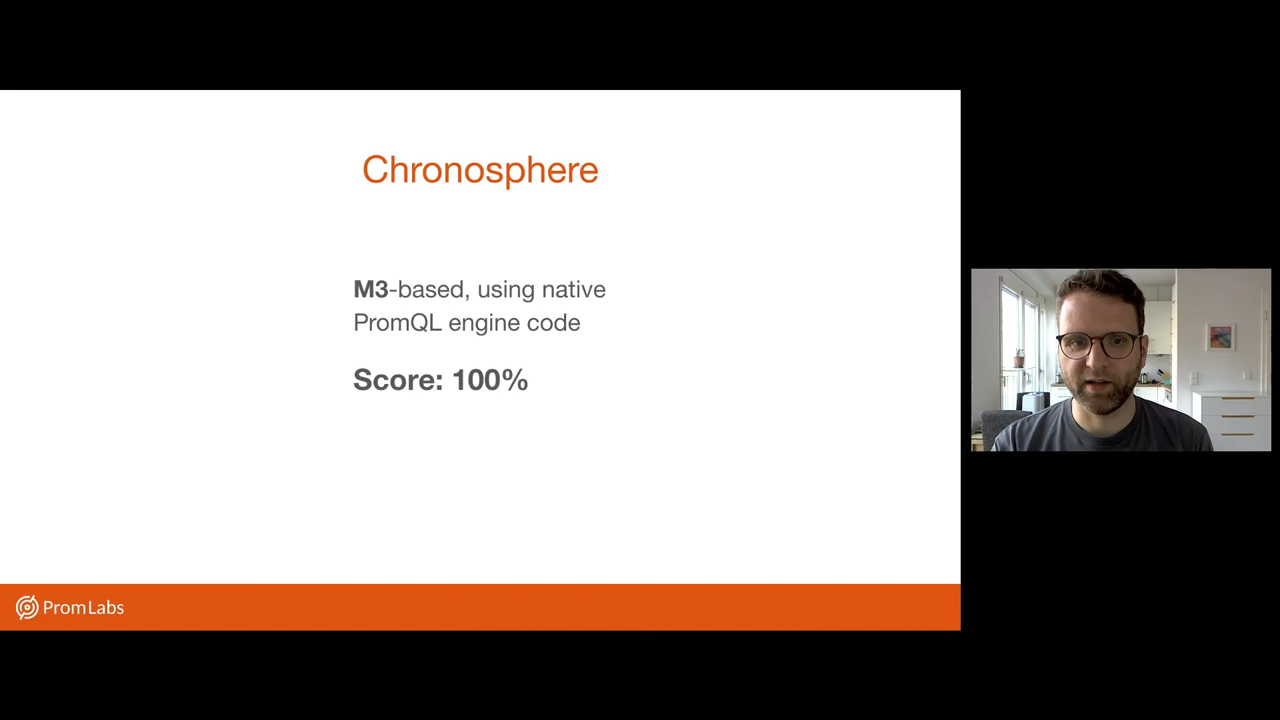 Chronosphere
M3-based, using native
PromQL engine code
Score: 100%
PromLabs